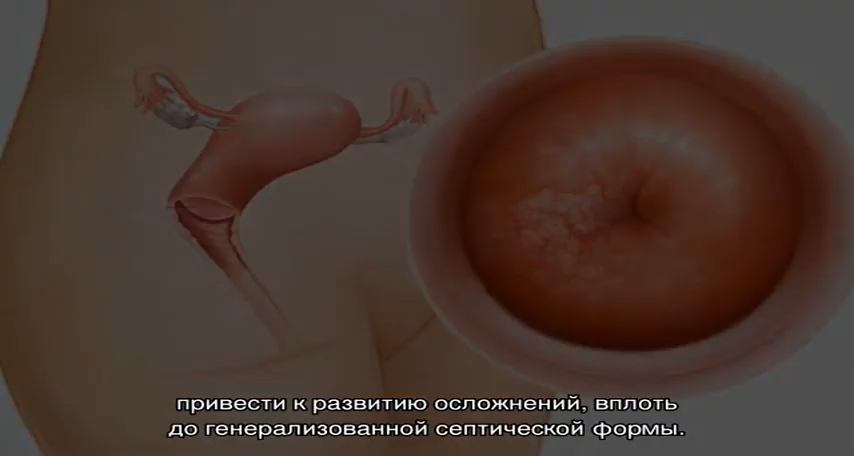 привести к развитию осложнений, вплоть
до генерализованной септической формы.